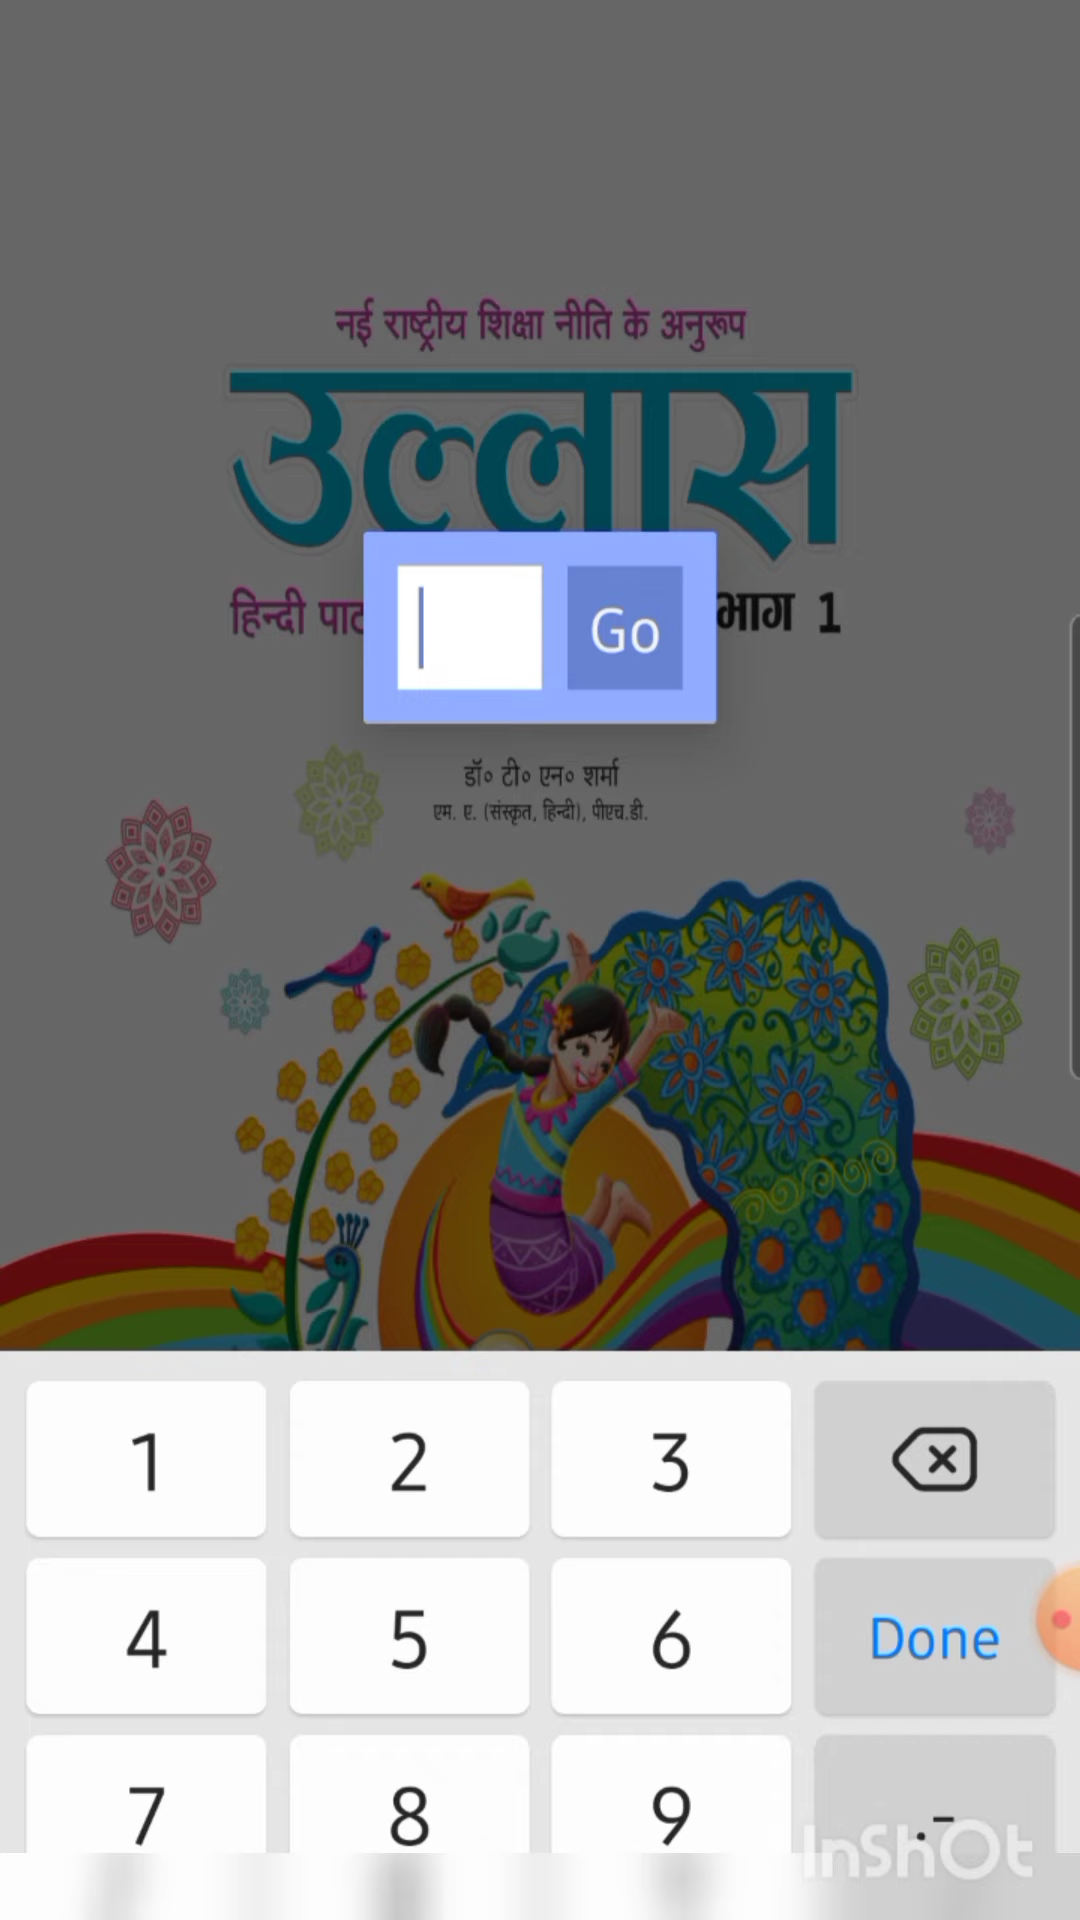 नई राष्ट्रीय शिक्षा नीति के अनुरूप
उल्लास
हिन्दी
भाग 1
Go
डॉ॰ टी॰ एन॰ शर्मा
एम. ए. (संस्कृत, हिन्दी), पीएच.डी.
1 2 3
4 5 6 Done
7 8 9 .-
InShOt